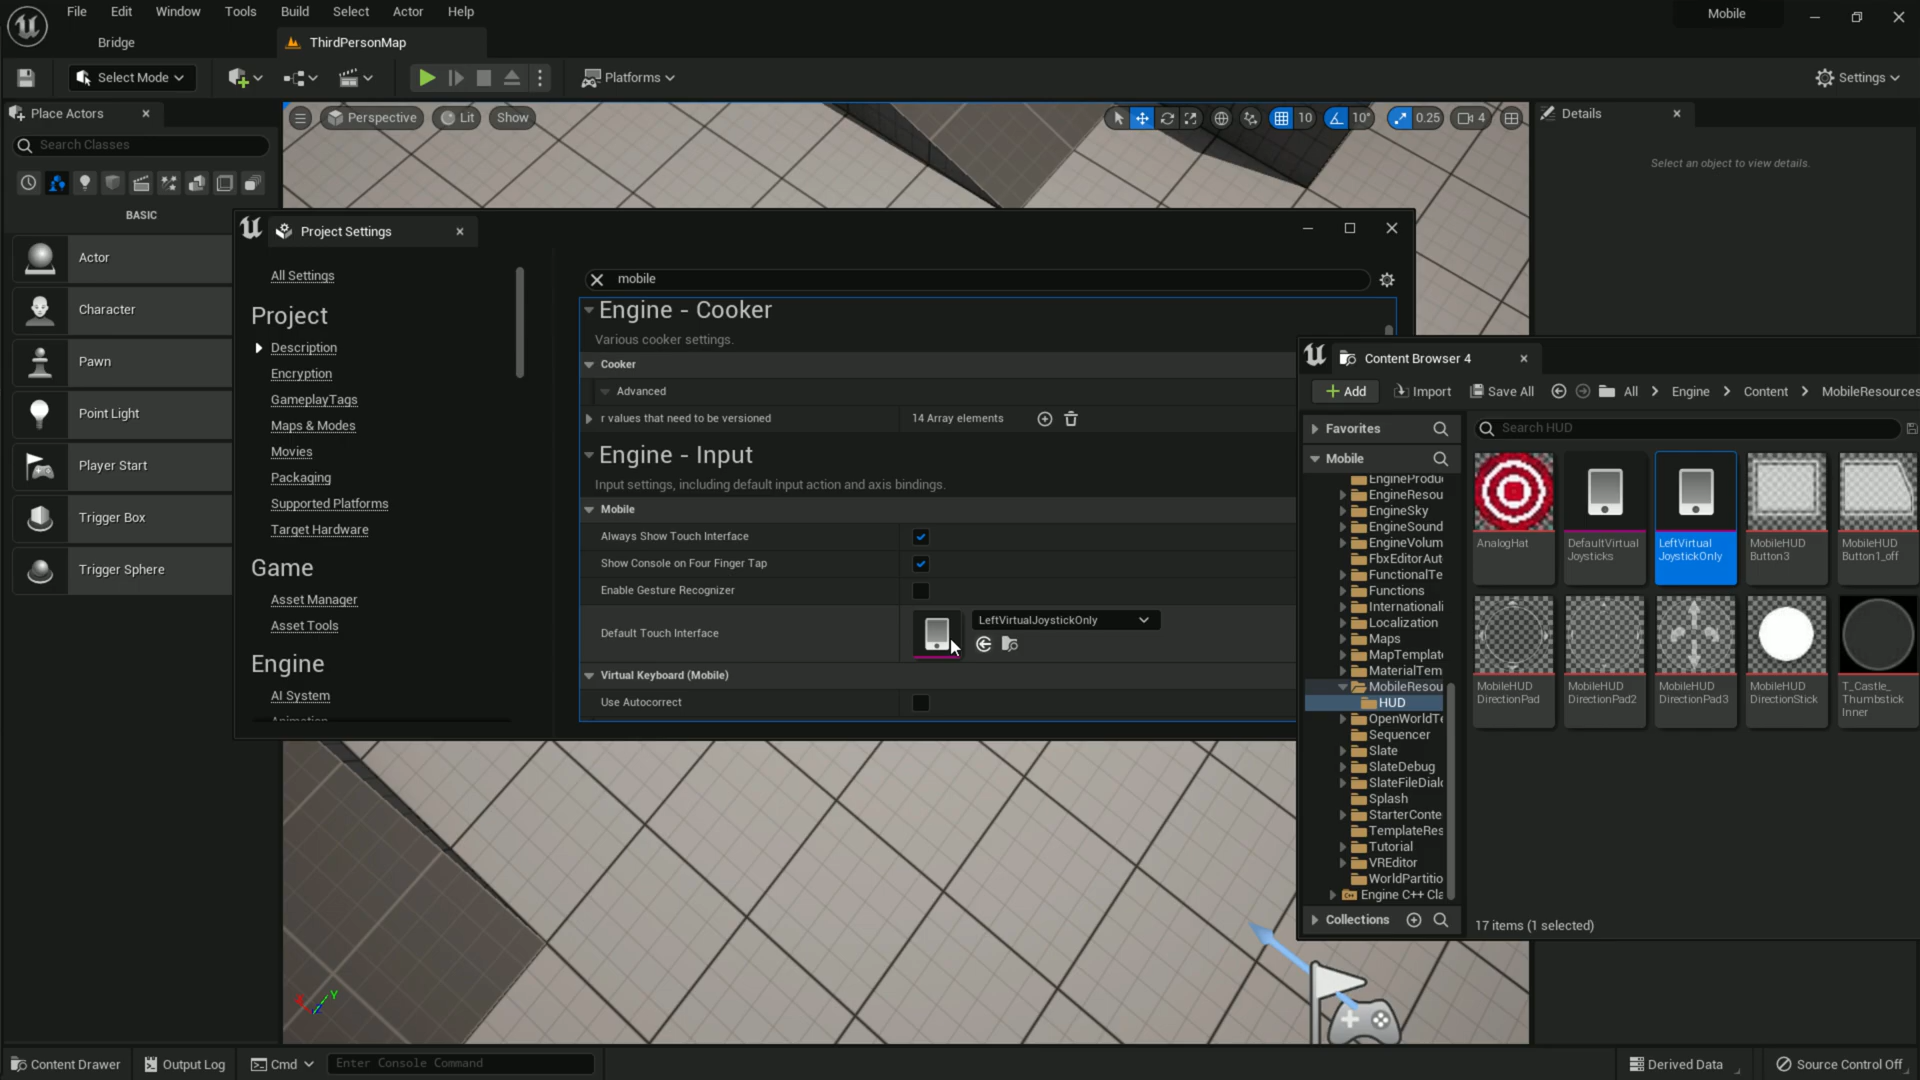 File Edit Window Tools Build Select Actor Help
Mobile
Bridge
ThirdPersonMap
Select Mode
Platforms
Settings
Place Actors
Search Classes
BASIC
Actor
Character
Pawn
Point Light
Player Start
Trigger Box
Trigger Sphere
Perspective
Lit
Show
10
10°
0.25
4
Details
Select an object to view details.
Project Settings
All Settings
Project
Description
Encryption
GameplayTags
Maps & Modes
Movies
Packaging
Supported Platforms
Target Hardware
Game
Asset Manager
Asset Tools
Engine
AI System
mobile
Engine - Cooker
Various cooker settings.
Cooker
Advanced
r values that need to be versioned
14 Array elements
Engine - Input
Input settings, including default input action and axis bindings.
Mobile
Always Show Touch Interface
Show Console on Four Finger Tap
Enable Gesture Recognizer
Default Touch Interface
LeftVirtualJoystickOnly
Virtual Keyboard (Mobile)
Use Autocorrect
Content Browser 4
Add
Import
Save All
All
Engine
Content
MobileResources
Favorites
Mobile
EngineProdu
EngineResou
EngineSky
EngineSound
EngineVolum
FbxEditorAut
FunctionalTe
Functions
Internationali
Localization
Maps
MapTemplat
MaterialTem
MobileResou
HUD
OpenWorldTe
Sequencer
Slate
SlateDebug
SlateFileDialo
Splash
StarterConte
TemplateRes
Tutorial
VREditor
WorldPartitio
Engine C++ Cla
Collections
Search HUD
AnalogHat
DefaultVirtual
Joysticks
LeftVirtual
JoystickOnly
MobileHUD
Button3
MobileHUD
Button1_off
MobileHUD
DirectionPad
MobileHUD
DirectionPad2
MobileHUD
DirectionPad3
MobileHUD
DirectionStick
T_Castle_
Thumbstick
Inner
17 items (1 selected)
X
Y
Content Drawer
Output Log
Cmd
Enter Console Command
Derived Data
Source Control Off